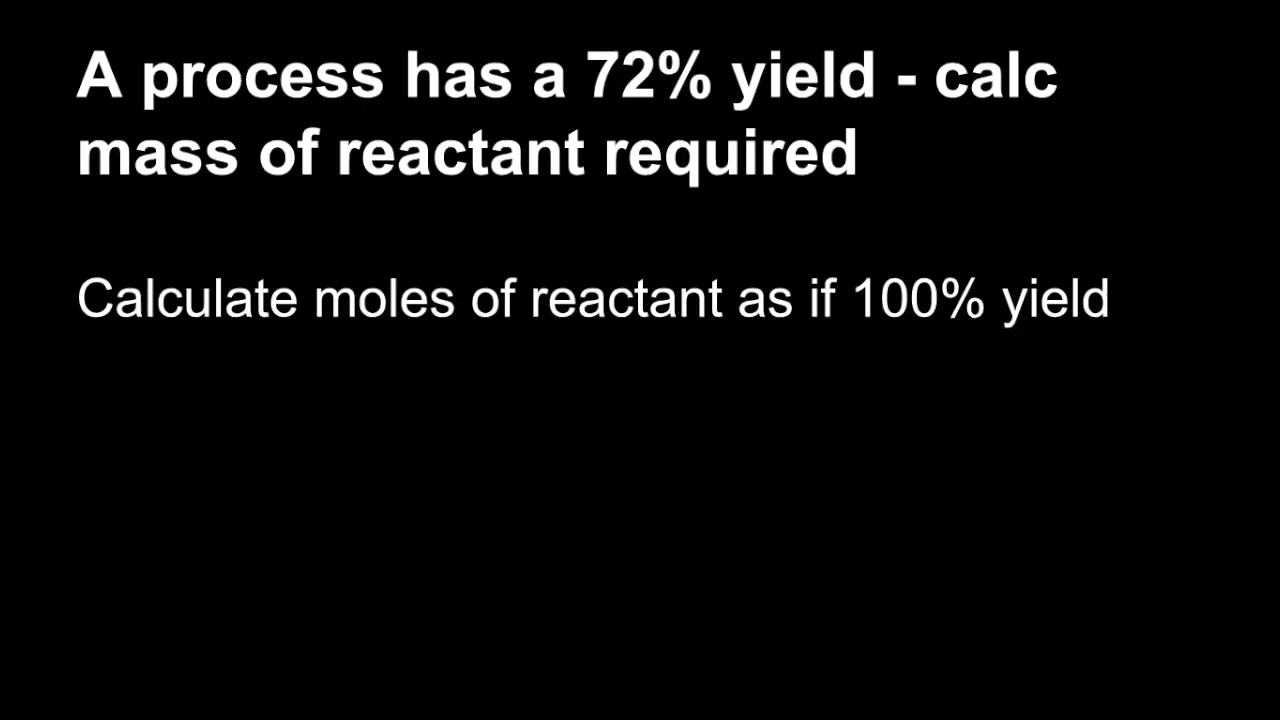 A process has a 72% yield - calc
mass of reactant required
Calculate moles of reactant as if 100% yield